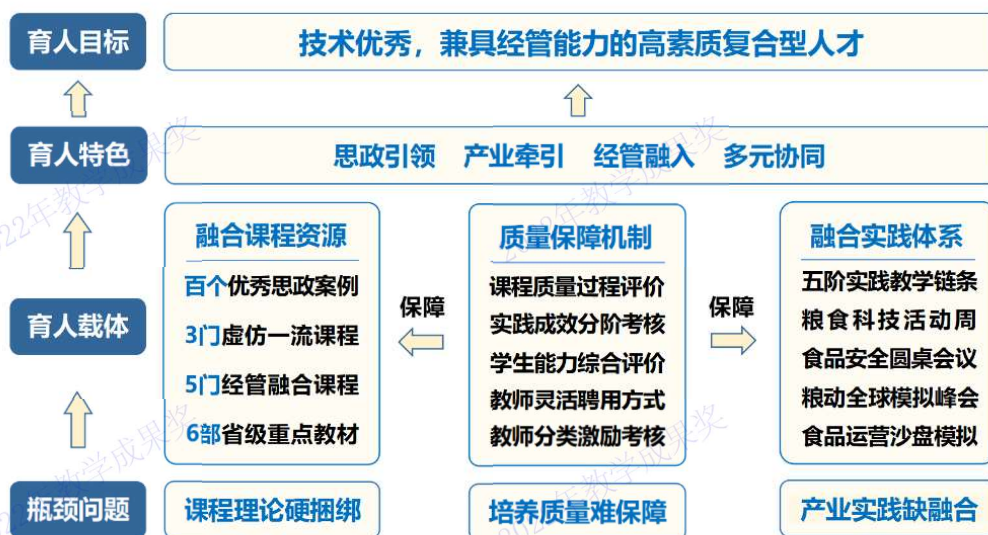 育人目标
技术优秀，兼具经管能力的高素质复合型人才
育人特色
思政引领 产业牵引 经管融入 多元协同
育人载体
融合课程资源
百个优秀思政案例
3门虚仿一流课程
5门经管融合课程
6部省级重点教材
保障
质量保障机制
课程质量过程评价
实践成效分阶考核
学生能力综合评价
教师灵活聘用方式
教师分类激励考核
保障
融合实践体系
五阶实践教学链条
粮食科技活动周
食品安全圆桌会议
粮动全球模拟峰会
食品运营沙盘模拟
瓶颈问题
课程理论硬捆绑
培养质量难保障
产业实践缺融合
2022年教学成果奖